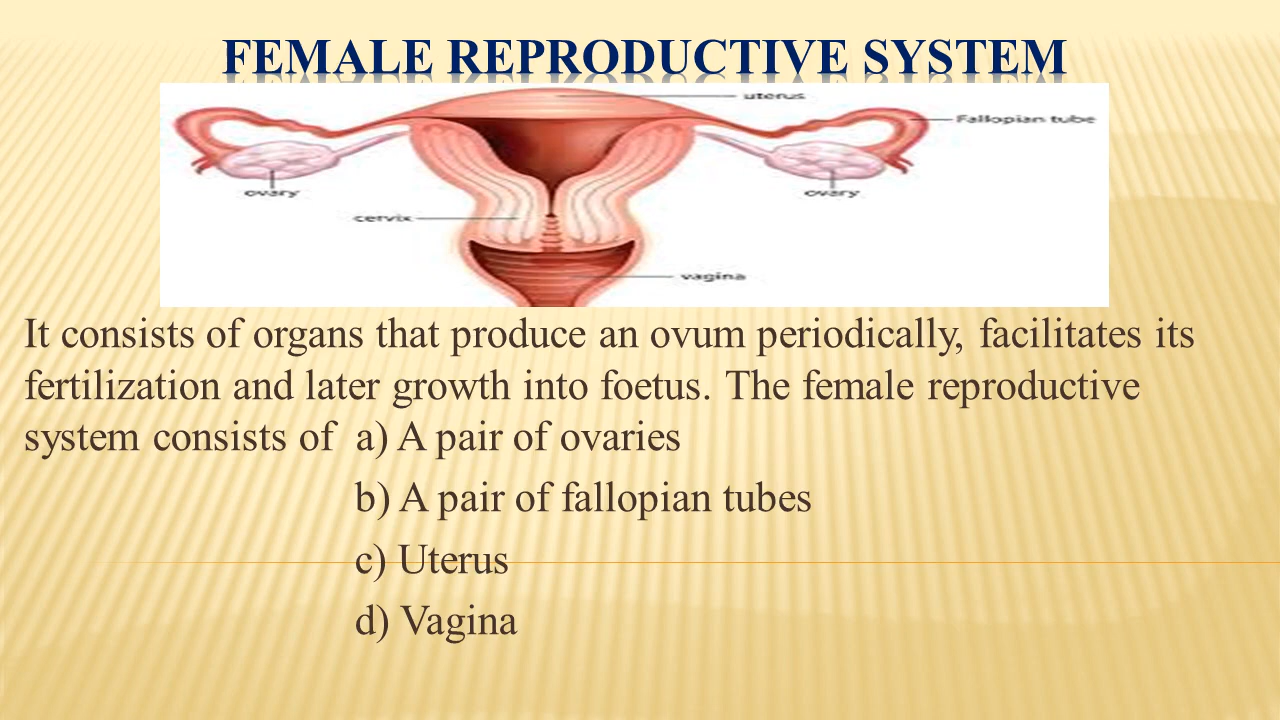 FEMALE REPRODUCTIVE SYSTEM
uterus
Fallopian tube
ovary
ovary
cervix
vagina
It consists of organs that produce an ovum periodically, facilitates its
fertilization and later growth into foetus. The female reproductive
system consists of a) A pair of ovaries
b) A pair of fallopian tubes
c) Uterus
d) Vagina